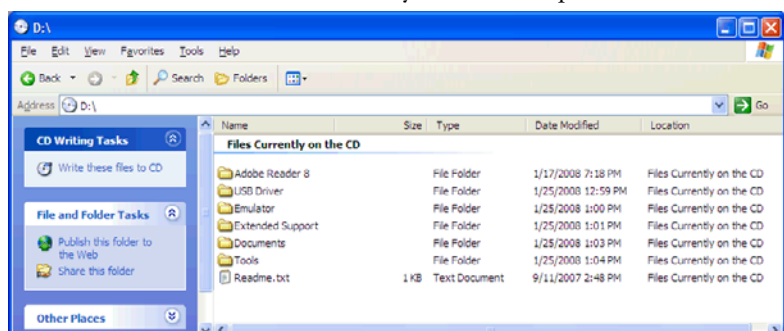 D:\
File Edit View Favorites Tools Help
Back Search Folders
Address D:\ Go
Name Size Type Date Modified Location
CD Writing Tasks
Write these files to CD
File and Folder Tasks
Publish this folder to
the Web
Share this folder
Other Places
Files Currently on the CD
Adobe Reader 8 File Folder 1/17/2008 7:18 PM Files Currently on the CD
USB Driver File Folder 1/25/2008 12:59 PM Files Currently on the CD
Emulator File Folder 1/25/2008 1:00 PM Files Currently on the CD
Extended Support File Folder 1/25/2008 1:01 PM Files Currently on the CD
Documents File Folder 1/25/2008 1:03 PM Files Currently on the CD
Tools File Folder 1/25/2008 1:04 PM Files Currently on the CD
Readme.txt 1 KB Text Document 9/11/2007 2:48 PM Files Currently on the CD